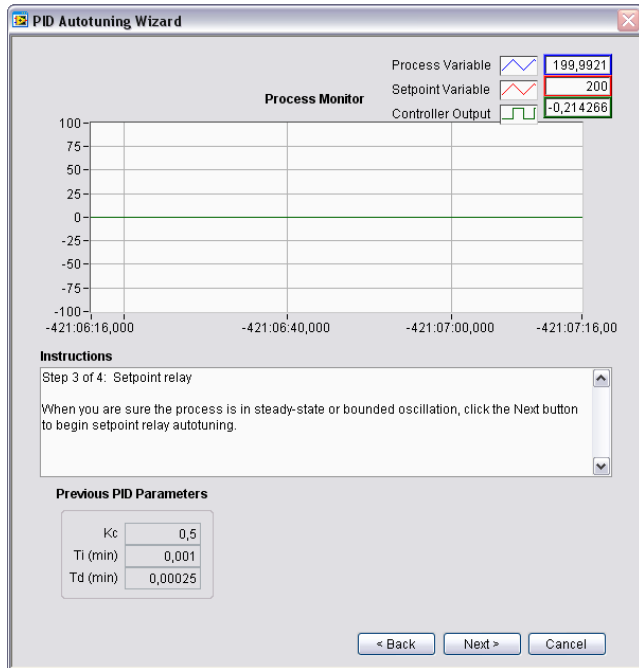 PID Autotuning Wizard
Process Variable 199,9921
Setpoint Variable 200
Controller Output -0,214266
Process Monitor
100
75
50
25
0
-25
-50
-75
-100
-421:06:16,000 -421:06:40,000 -421:07:00,000 -421:07:16,00
Instructions
Step 3 of 4: Setpoint relay
When you are sure the process is in steady-state or bounded oscillation, click the Next button
to begin setpoint relay autotuning.
Previous PID Parameters
Kc 0,5
Ti (min) 0,001
Td (min) 0,00025
< Back Next > Cancel